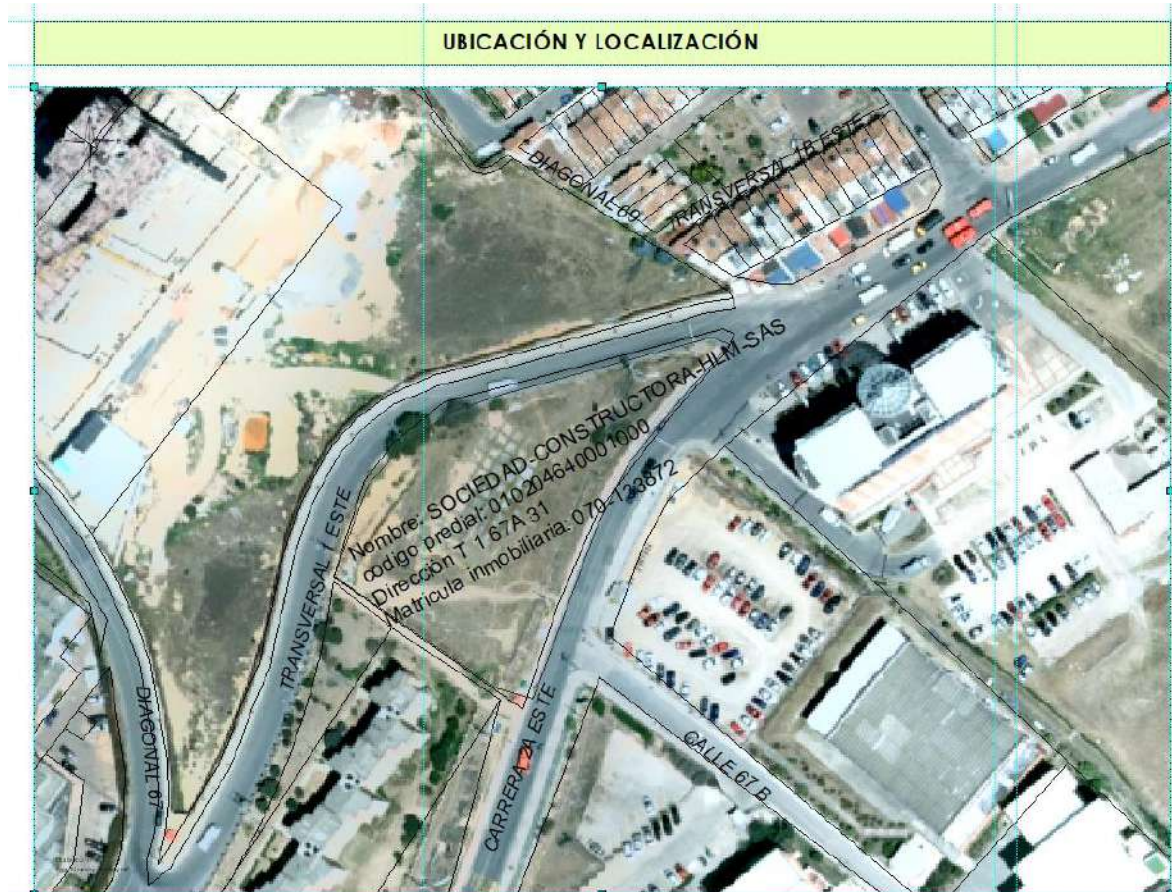 UBICACIÓN Y LOCALIZACIÓN
DIAGONAL 69
TRANSVERSAL 1B ESTE
Nombre: SOCIEDAD-CONSTRUCTORA-HLM-SAS
codigo predial: 010204640001000
Dirección T 1 67A 31
Matricula inmobiliaria: 070-123872
TRANSVERSAL 1 ESTE
DIAGONAL 67
CARRERA 2A ESTE
CALLE 67 B